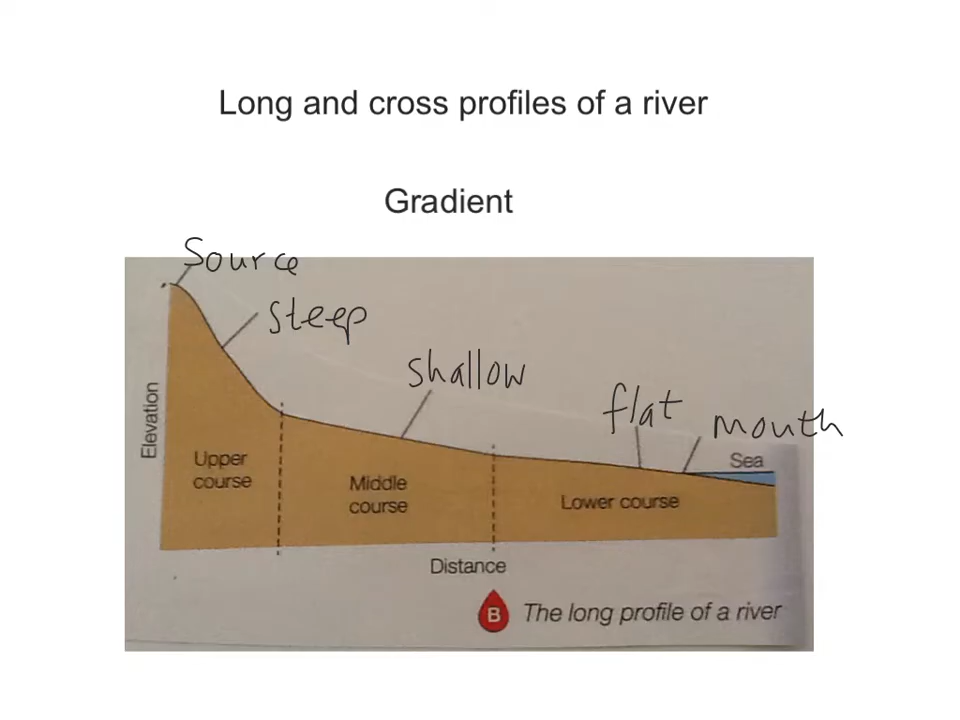 Long and cross profiles of a river
Gradient
Source
steep
shallow
flat
mouth
Elevation
Upper
course
Middle
course
Lower course
Sea
Distance
B The long profile of a river